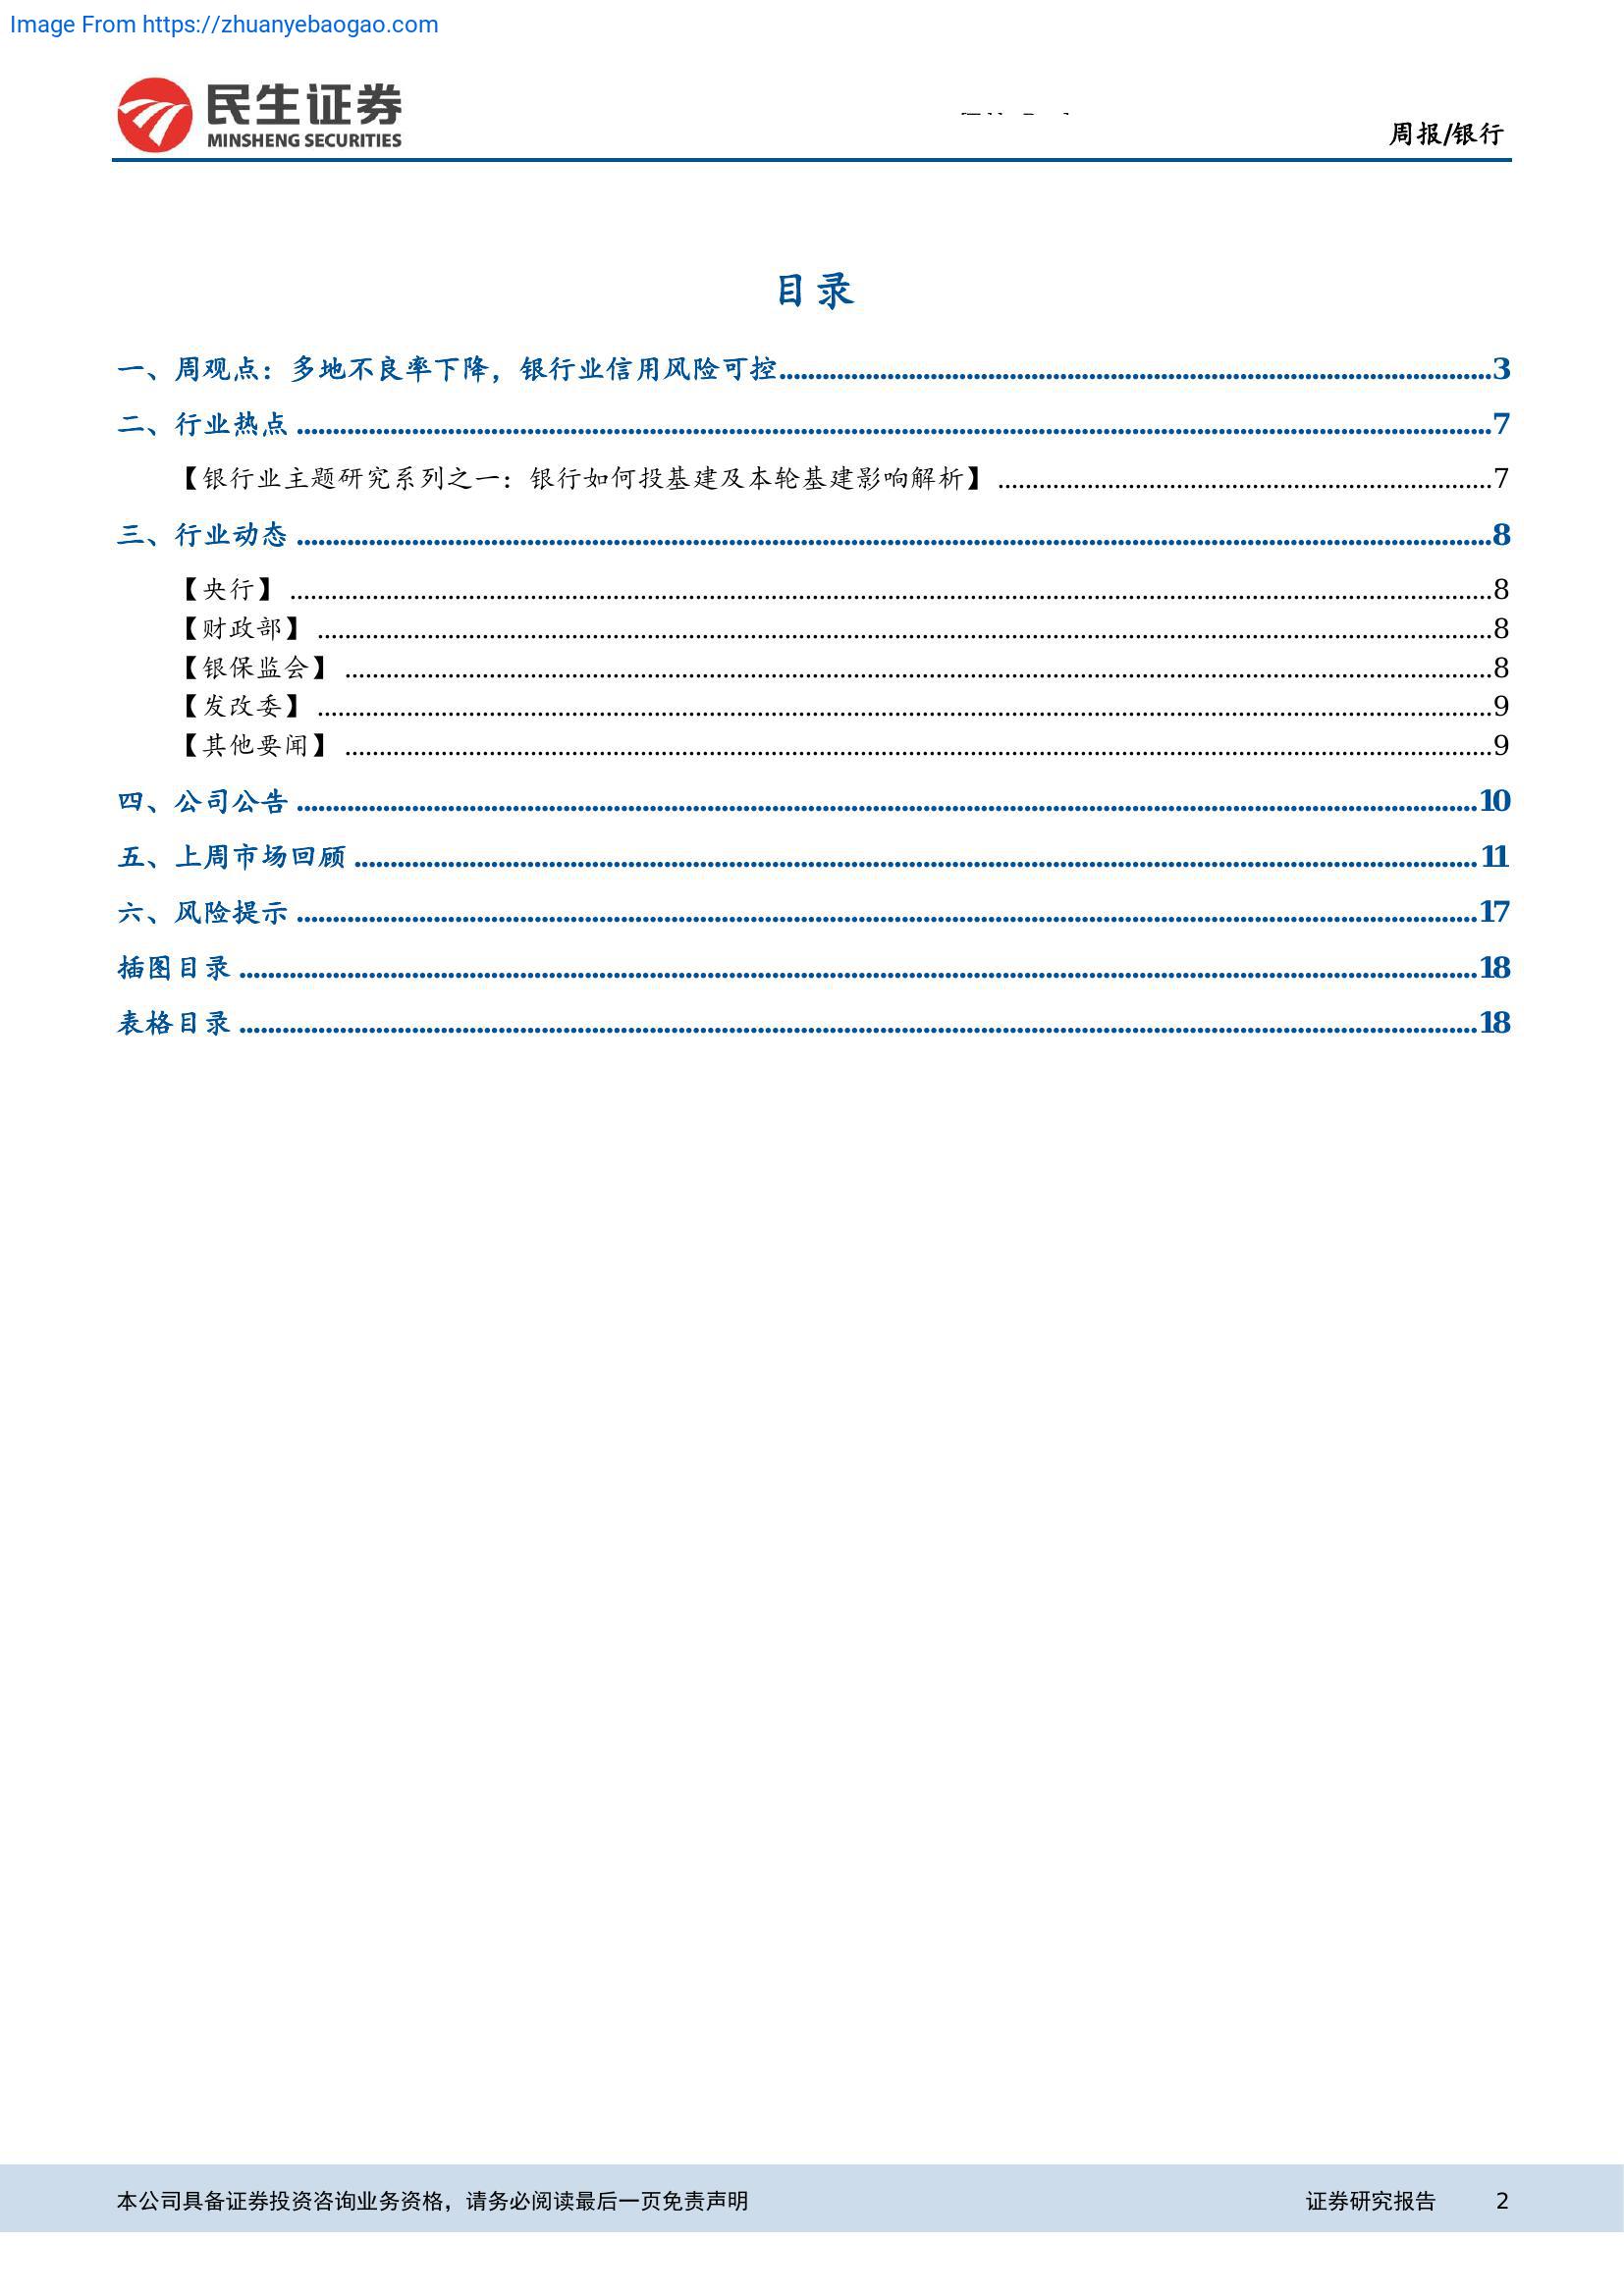 Image From https://zhuanyebaogao.com
民生证券
MINSHENG SECURITIES
周报/银行
目录
一、周观点：多地不良率下降，银行业信用风险可控........3
二、行业热点........7
【银行业主题研究系列之一：银行如何投基建及本轮基建影响解析】........7
三、行业动态........8
【央行】........8
【财政部】........8
【银保监会】........8
【发改委】........9
【其他要闻】........9
四、公司公告........10
五、上周市场回顾........11
六、风险提示........17
插图目录........18
表格目录........18
本公司具备证券投资咨询业务资格，请务必阅读最后一页免责声明 证券研究报告 2